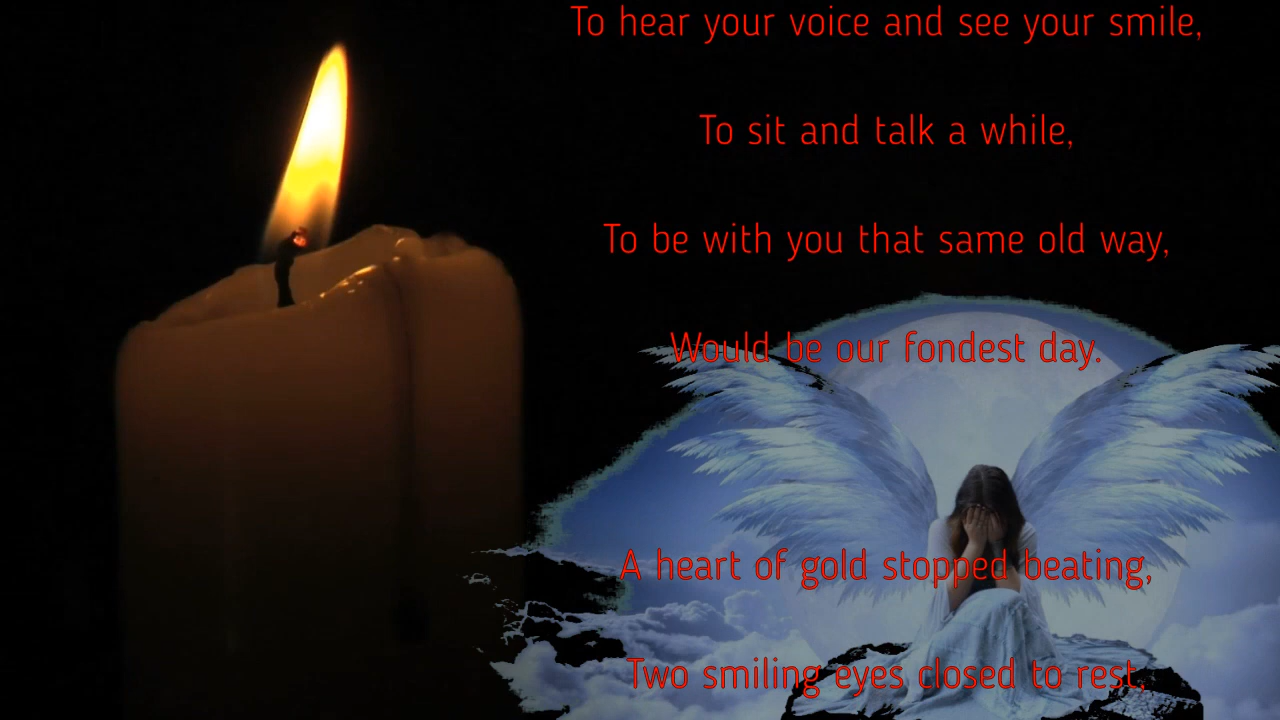 To hear your voice and see your smile,
To sit and talk a while,
To be with you that same old way,
Would be our fondest day.
A heart of gold stopped beating,
Two smiling eyes closed to rest,